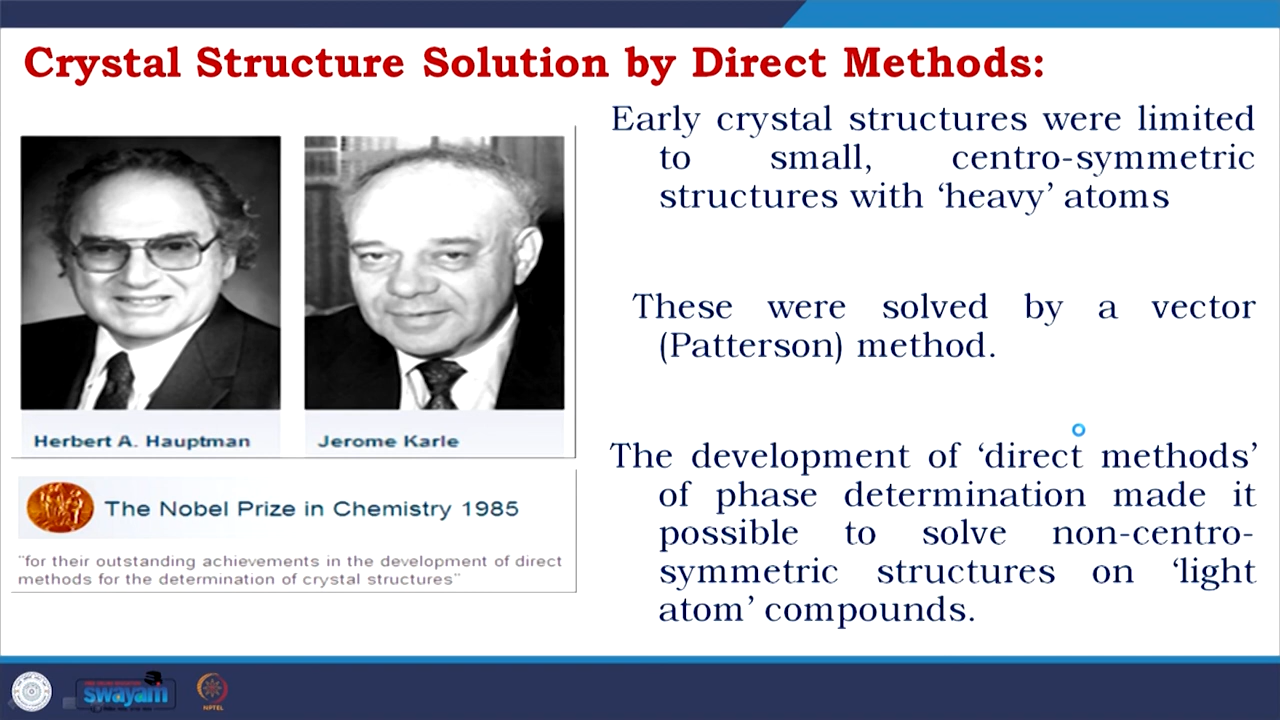 Crystal Structure Solution by Direct Methods:
Herbert A. Hauptman
Jerome Karle
The Nobel Prize in Chemistry 1985
"for their outstanding achievements in the development of direct
methods for the determination of crystal structures"
Early crystal structures were limited
to small, centro-symmetric
structures with ‘heavy’ atoms
These were solved by a vector
(Patterson) method.
The development of ‘direct methods’
of phase determination made it
possible to solve non-centro-
symmetric structures on ‘light
atom’ compounds.
swayam
NPTEL